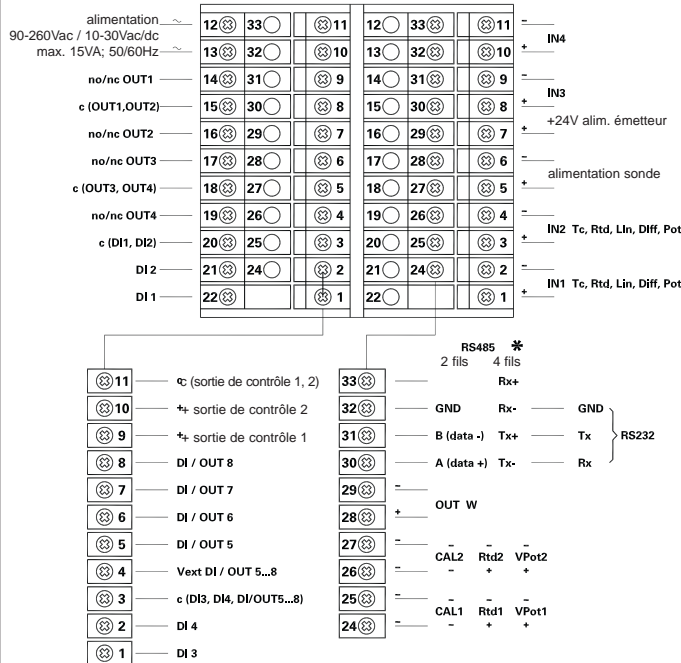 alimentation ~ 12 33 11 12 33 11 -
90-260Vac / 10-30Vac/dc IN4
max. 15VA; 50/60Hz ~ 13 32 10 13 32 10 +
no/nc OUT1 14 31 9 14 31 9 -
IN3
c (OUT1,OUT2) 15 30 8 15 30 8 +
no/nc OUT2 16 29 7 16 29 7 + +24V alim. émetteur
no/nc OUT3 17 28 6 17 28 6 -
alimentation sonde
c (OUT3, OUT4) 18 27 5 18 27 5 +
no/nc OUT4 19 26 4 19 26 4 -
IN2 Tc, Rtd, Lin, Diff, Pot
c (DI1, DI2) 20 25 3 20 25 3 +
DI 2 21 24 2 21 24 2 -
IN1 Tc, Rtd, Lin, Diff, Pot
DI 1 22 1 22 1 +
11 c (sortie de contrôle 1, 2)
10 ++ sortie de contrôle 2
9 ++ sortie de contrôle 1
8 DI / OUT 8
7 DI / OUT 7
6 DI / OUT 6
5 DI / OUT 5
4 Vext DI / OUT 5...8
3 c (DI3, DI4, DI/OUT5...8)
2 DI 4
1 DI 3
RS485 *
2 fils 4 fils
33 Rx+
32 GND Rx- GND
31 B (data -) Tx+ Tx RS232
30 A (data +) Tx- Rx
29 -
OUT W
28 +
27 - - - -
CAL2 Rtd2 VPot2
26 - - + +
25 - - - -
CAL1 Rtd1 VPot1
24 - - + +